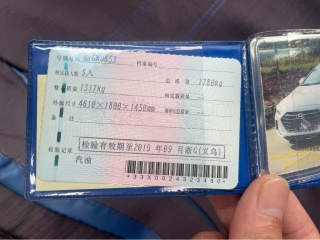 号牌号码 档案编号
核定载人数 5人 总质量 1780kg
整备质量 1317kg 核定载质量
外廓尺寸 4610×1800×1450mm 准牵引总质量
备注
检验记录 检验有效期至2019年09月浙G(义乌)
汽油